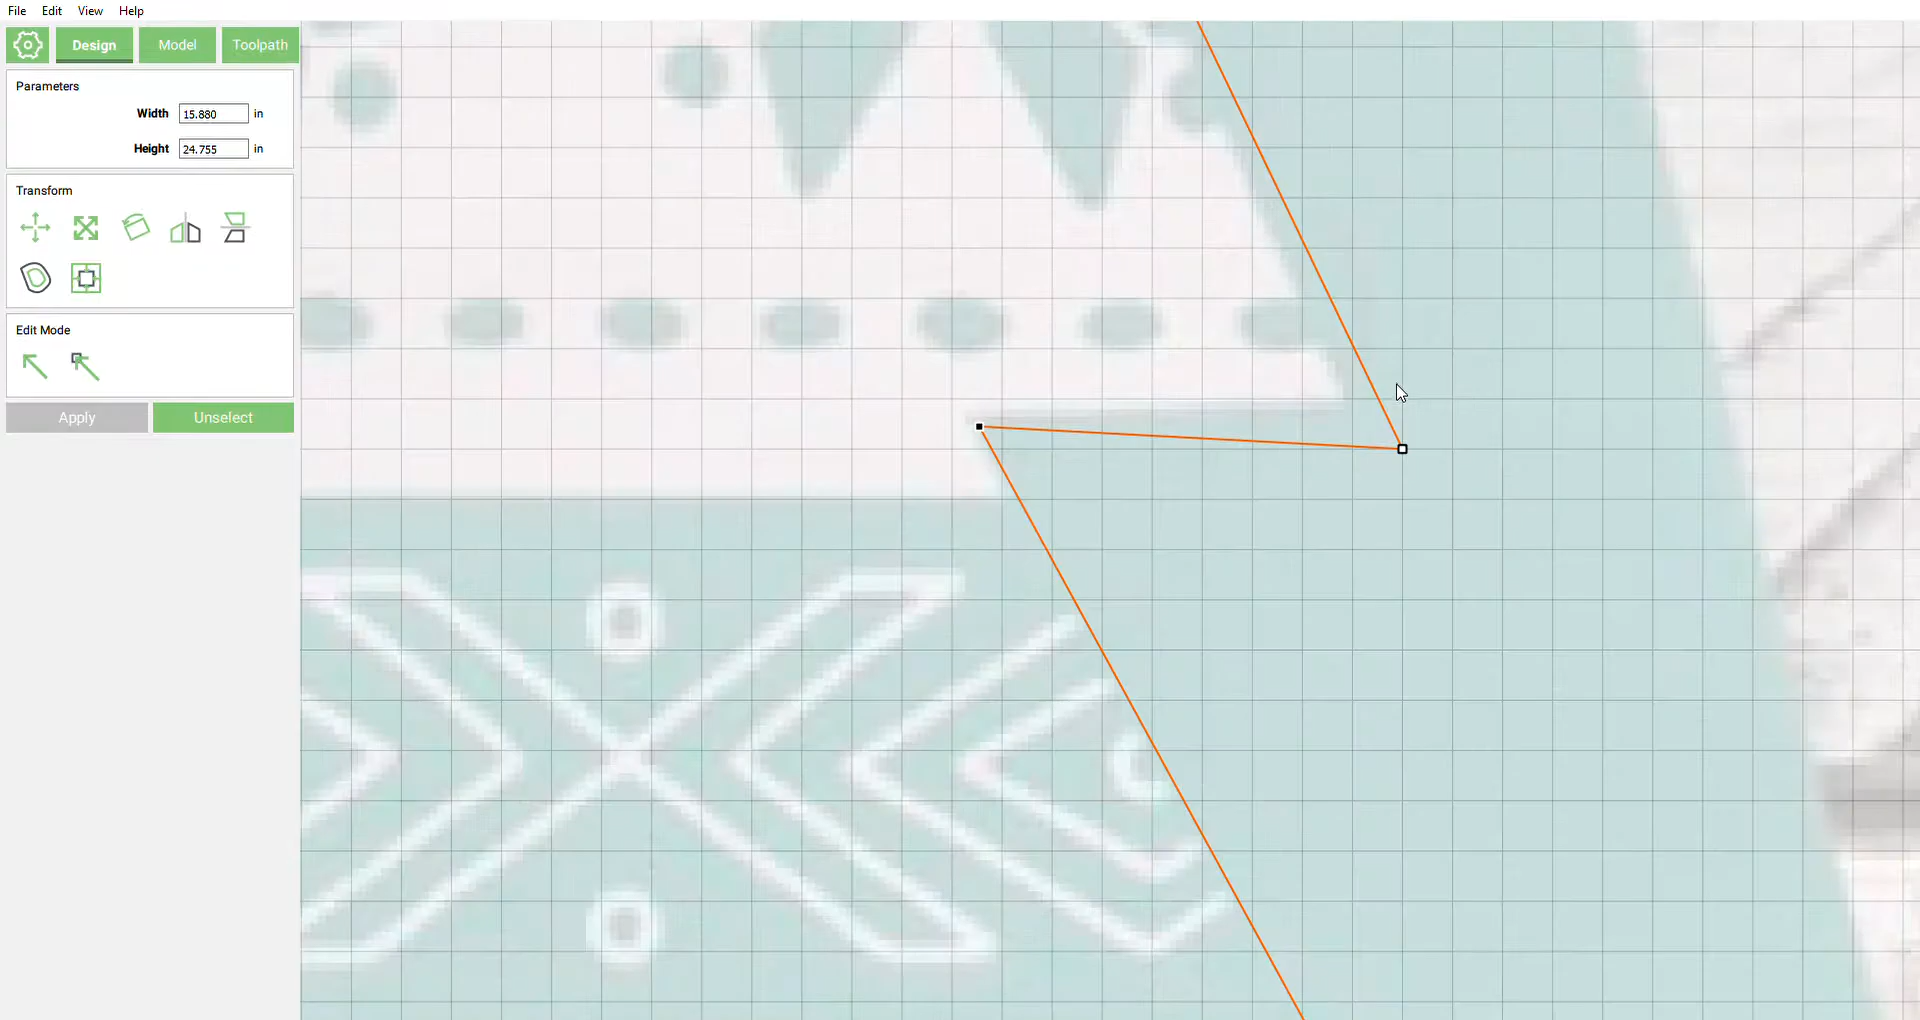 File Edit View Help
Design Model Toolpath
Parameters
Width 15.880 in
Height 24.755 in
Transform
Edit Mode
Apply Unselect